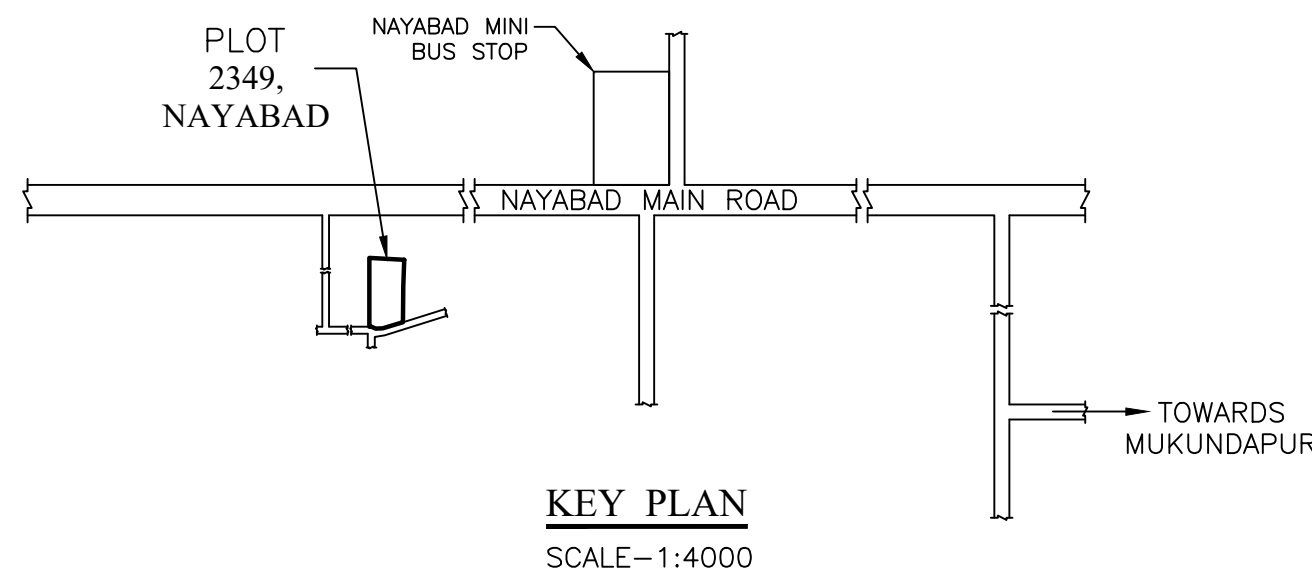 PLOT
2349,
NAYABAD
NAYABAD MINI
BUS STOP
NAYABAD MAIN ROAD
TOWARDS
MUKUNDAPUR
KEY PLAN
SCALE-1:4000